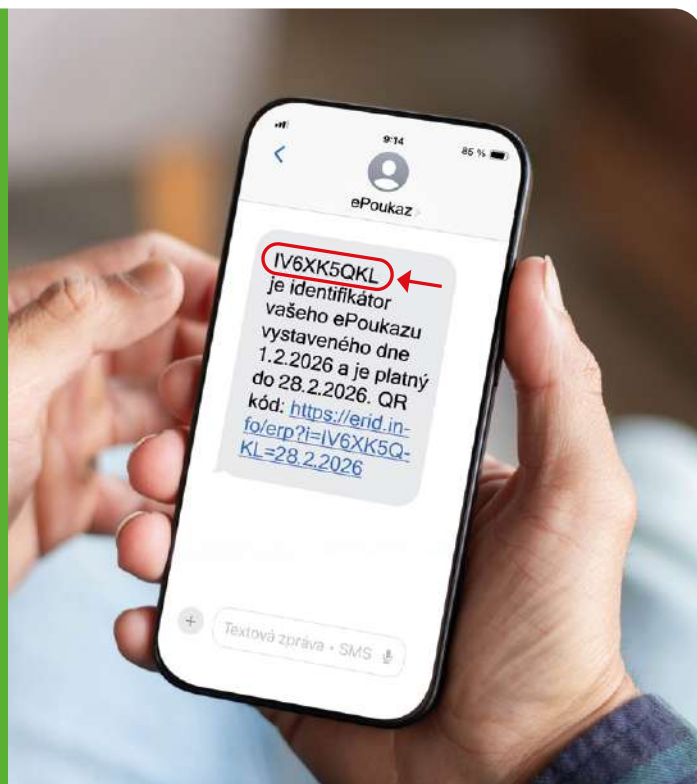 9:14
85 %
ePoukaz
IV6XK5QKL
je identifikátor
vašeho ePoukazu
vystaveného dne
1.2.2026 a je platný
do 28.2.2026. QR
kód: https://erid.in-
fo/erp?i=IV6XK5Q-
KL=28.2.2026
Textová zpráva • SMS